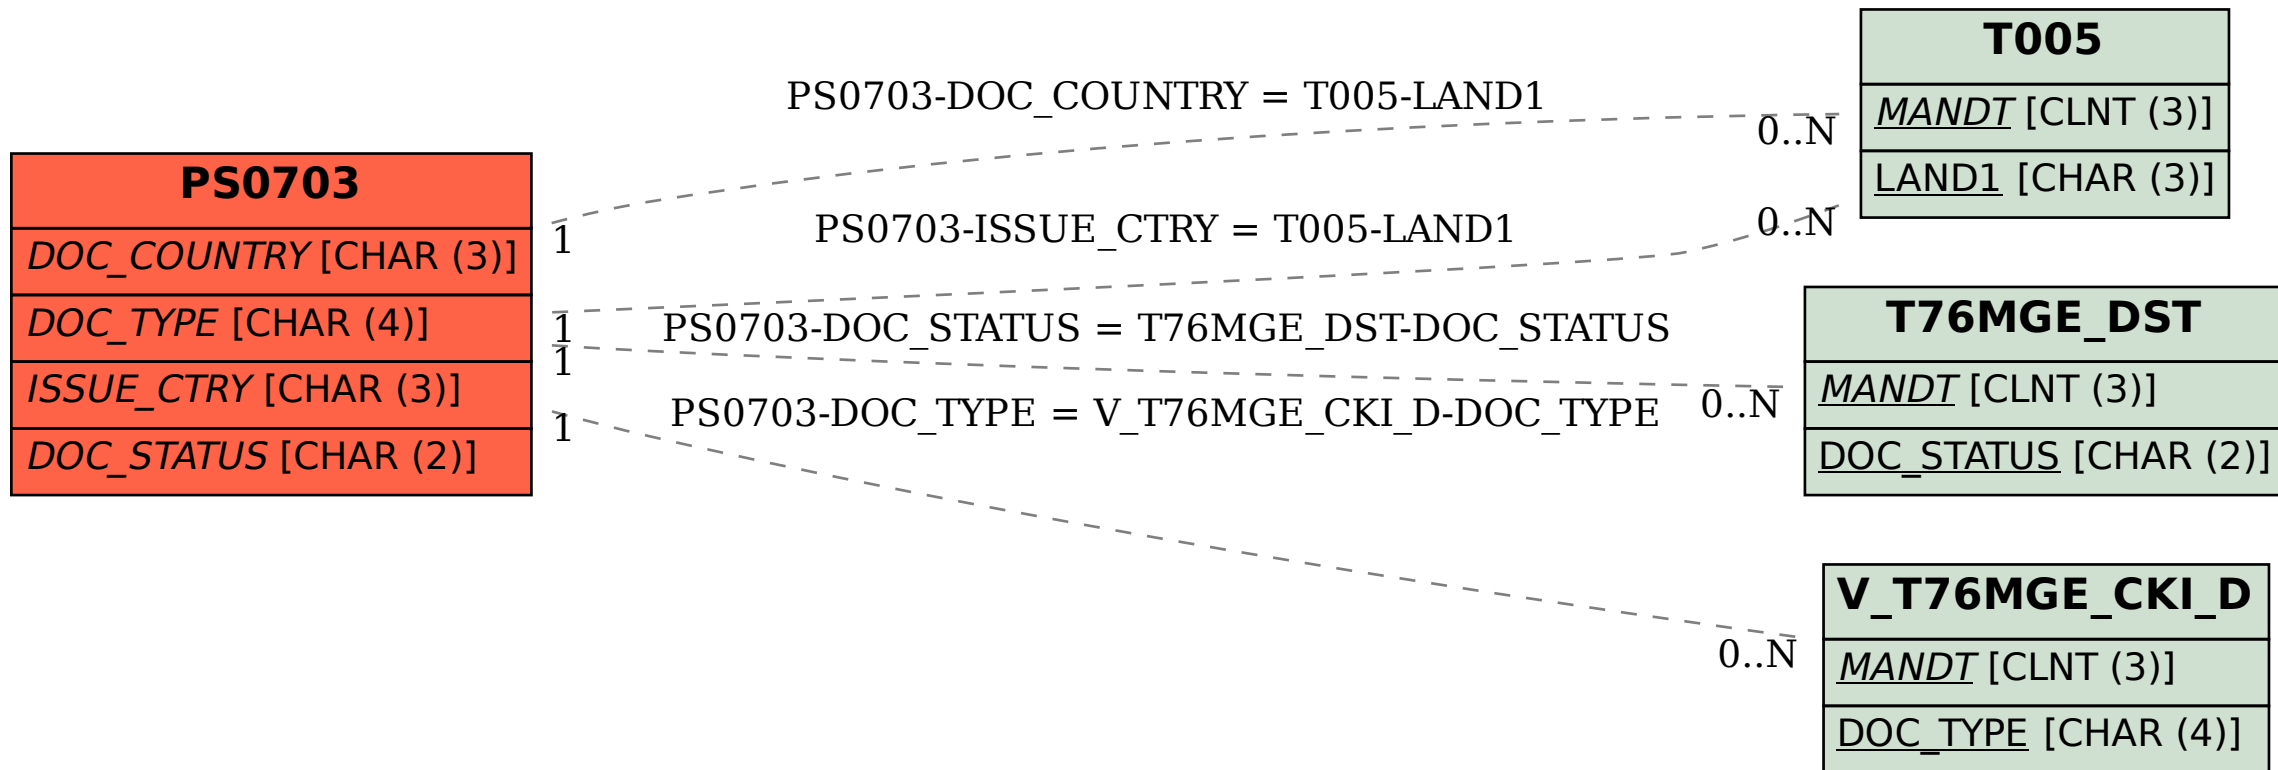 PS0703
DOC_COUNTRY [CHAR (3)]
DOC_TYPE [CHAR (4)]
ISSUE_CTRY [CHAR (3)]
DOC_STATUS [CHAR (2)]
PS0703-DOC_COUNTRY = T005-LAND1
1
0..N
PS0703-ISSUE_CTRY = T005-LAND1
1
0..N
PS0703-DOC_STATUS = T76MGE_DST-DOC_STATUS
1
0..N
PS0703-DOC_TYPE = V_T76MGE_CKI_D-DOC_TYPE
1
0..N
T005
MANDT [CLNT (3)]
LAND1 [CHAR (3)]
T76MGE_DST
MANDT [CLNT (3)]
DOC_STATUS [CHAR (2)]
V_T76MGE_CKI_D
MANDT [CLNT (3)]
DOC_TYPE [CHAR (4)]